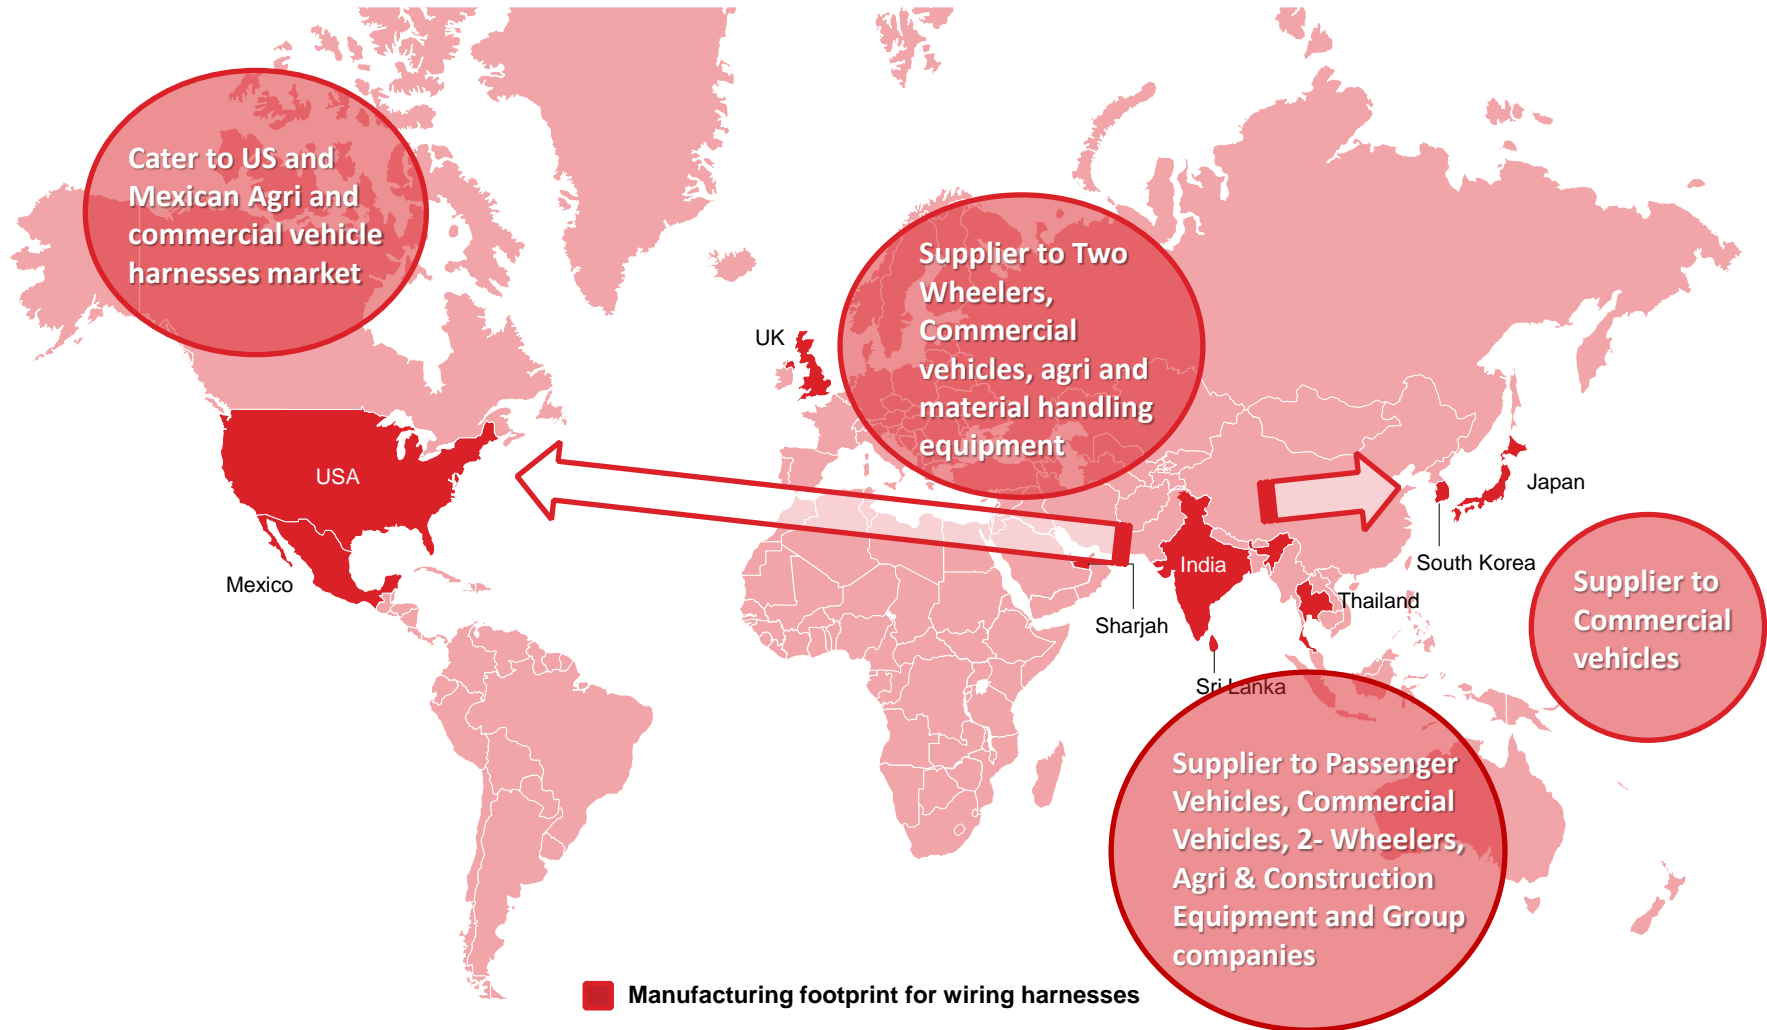 Cater to US and
Mexican Agri and
commercial vehicle
harnesses market
Supplier to Two
Wheelers,
Commercial
vehicles, agri and
material handling
equipment
UK
USA
Mexico
Japan
South Korea
India
Thailand
Sharjah
Sri Lanka
Supplier to
Commercial
vehicles
Supplier to Passenger
Vehicles, Commercial
Vehicles, 2- Wheelers,
Agri & Construction
Equipment and Group
companies
Manufacturing footprint for wiring harnesses